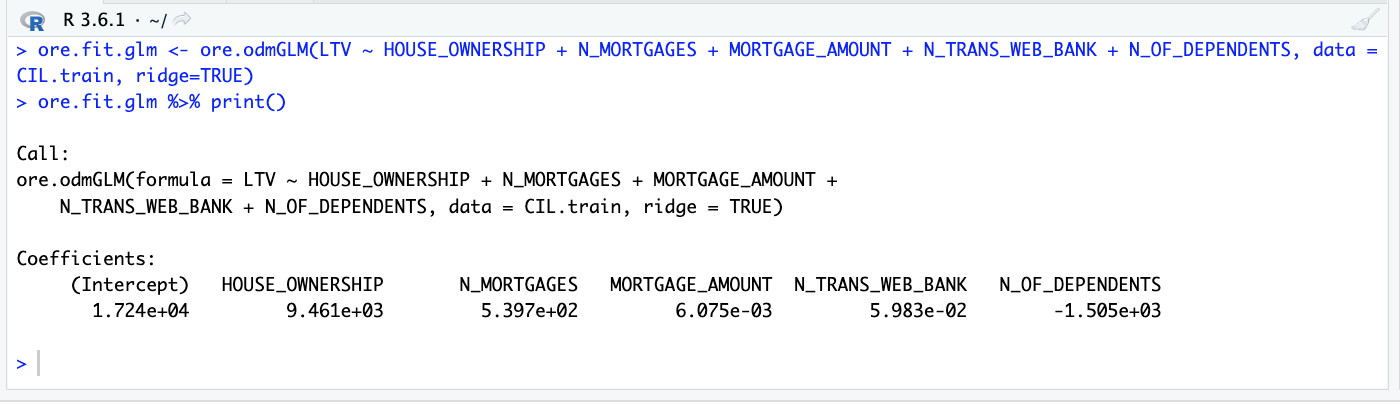 R R 3.6.1 · ~/
> ore.fit.glm <- ore.odmGLM(LTV ~ HOUSE_OWNERSHIP + N_MORTGAGES + MORTGAGE_AMOUNT + N_TRANS_WEB_BANK + N_OF_DEPENDENTS, data =
CIL.train, ridge=TRUE)
> ore.fit.glm %>% print()
Call:
ore.odmGLM(formula = LTV ~ HOUSE_OWNERSHIP + N_MORTGAGES + MORTGAGE_AMOUNT +
    N_TRANS_WEB_BANK + N_OF_DEPENDENTS, data = CIL.train, ridge = TRUE)
Coefficients:
     (Intercept)   HOUSE_OWNERSHIP       N_MORTGAGES   MORTGAGE_AMOUNT  N_TRANS_WEB_BANK   N_OF_DEPENDENTS
       1.724e+04         9.461e+03         5.397e+02         6.075e-03         5.983e-02        -1.505e+03
>